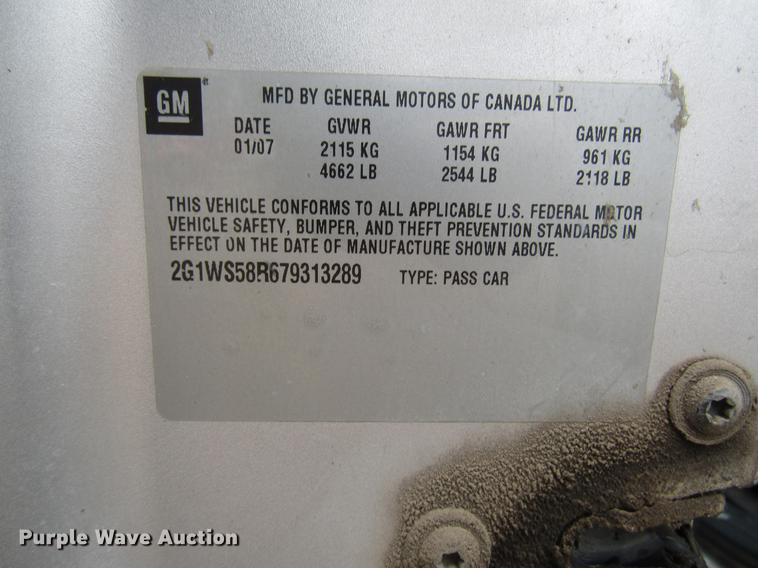 GM
MFD BY GENERAL MOTORS OF CANADA LTD.
DATE GVWR GAWR FRT GAWR RR
01/07 2115 KG 1154 KG 961 KG
4662 LB 2544 LB 2118 LB
THIS VEHICLE CONFORMS TO ALL APPLICABLE U.S. FEDERAL MOTOR
VEHICLE SAFETY, BUMPER, AND THEFT PREVENTION STANDARDS IN
EFFECT ON THE DATE OF MANUFACTURE SHOWN ABOVE.
2G1WS58R679313289 TYPE: PASS CAR
Purple Wave Auction